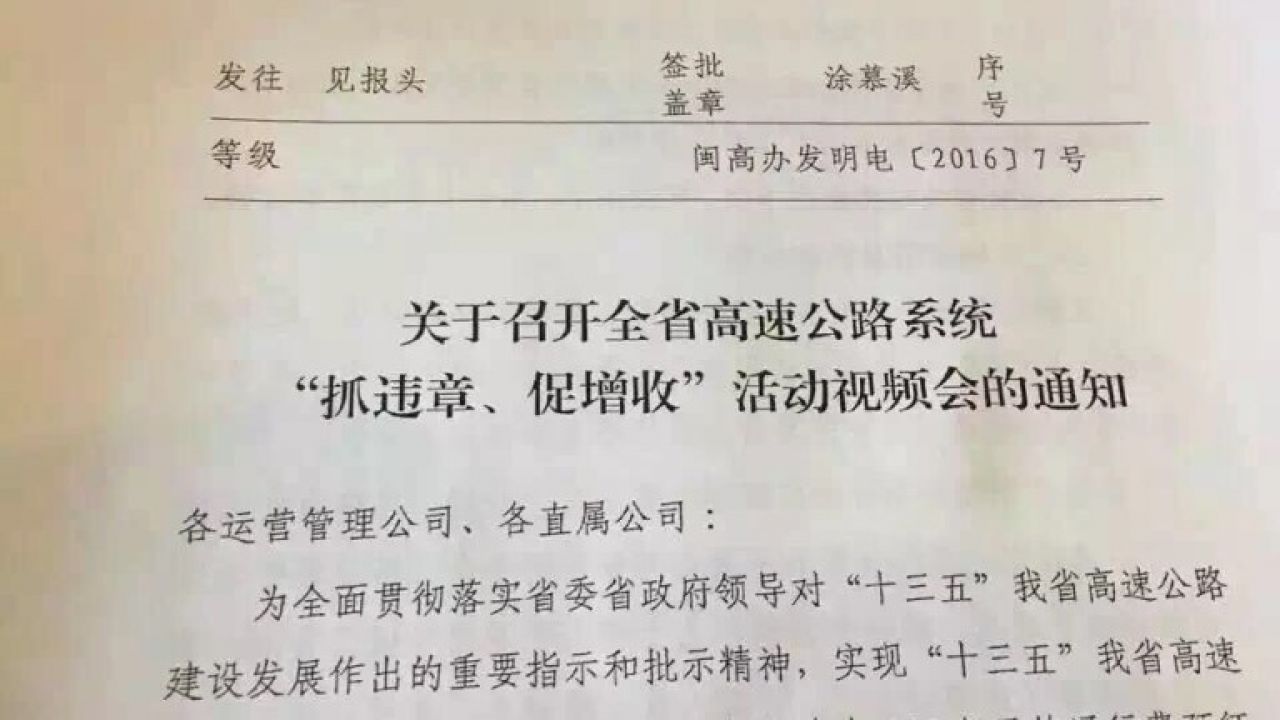 发往 见报头 签批盖章 涂慕溪 序号
等级 闽高办发明电〔2016〕7号
关于召开全省高速公路系统
“抓违章、促增收”活动视频会的通知
各运营管理公司、各直属公司：
为全面贯彻落实省委省政府领导对“十三五”我省高速公路
建设发展作出的重要指示和批示精神，实现“十三五”我省高速